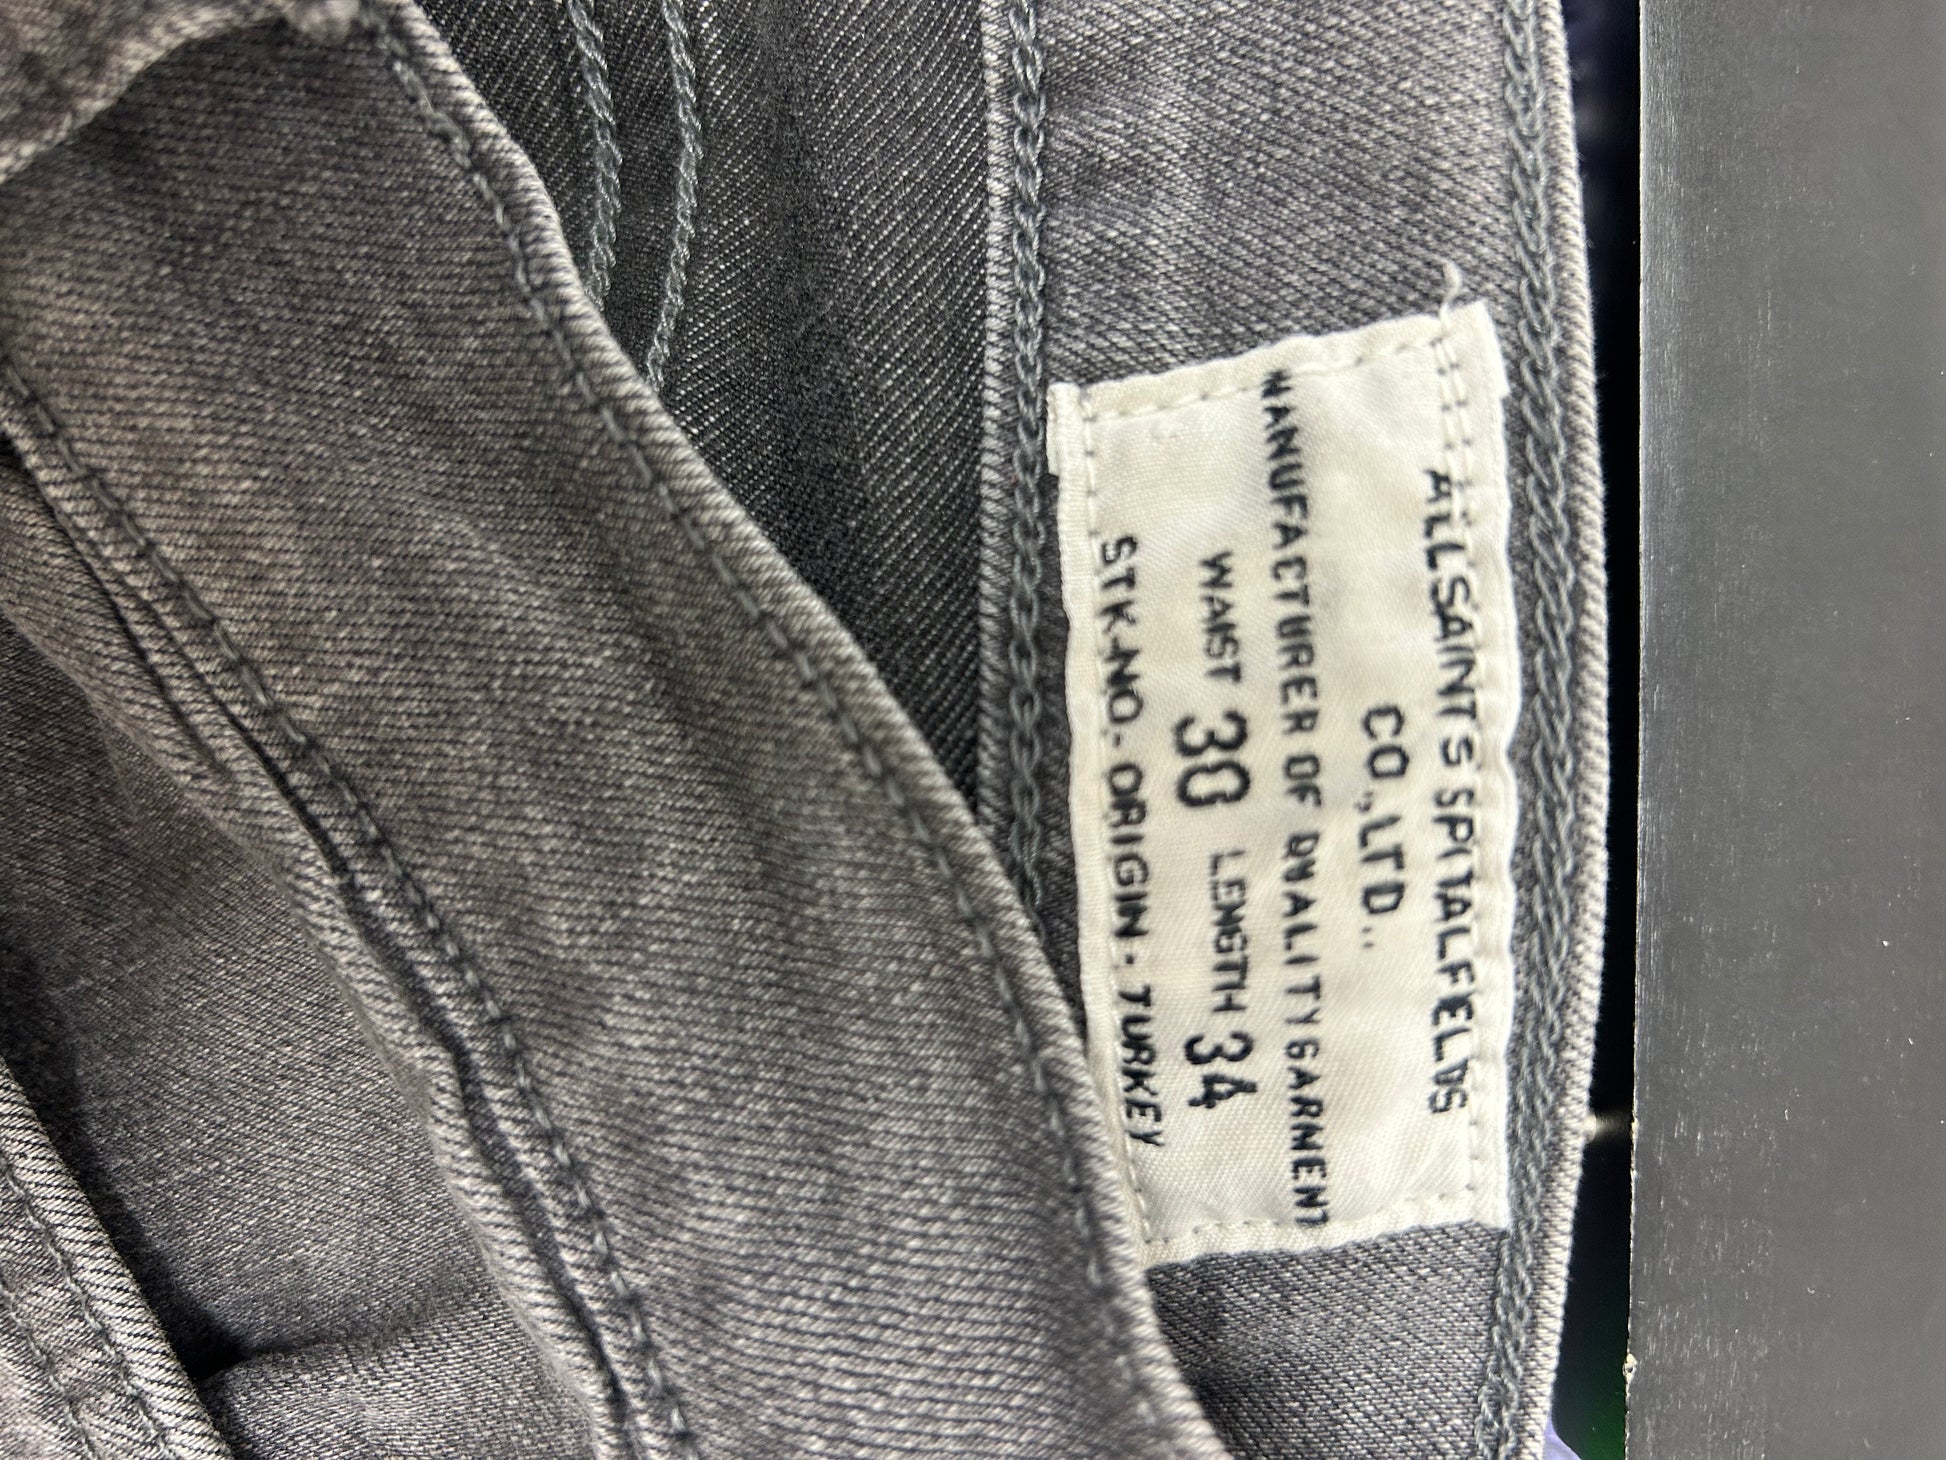 ALLSAINTS SPITALFIELDS
CO.,LTD..
MANUFACTURER OF QUALITY GARMENT
WAIST 30 LENGTH 34
STK-NO. ORIGIN - TURKEY